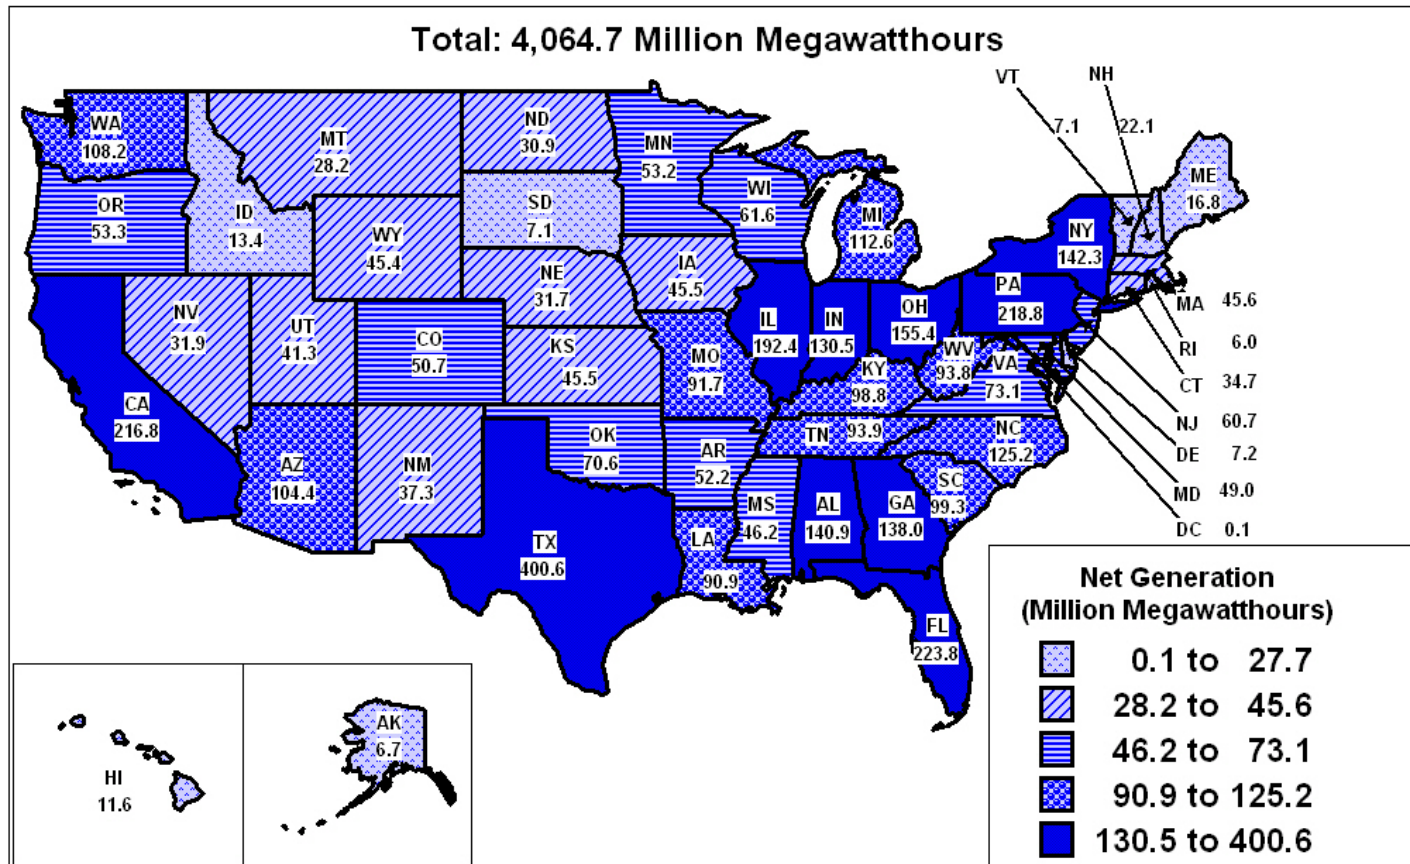 Total: 4,064.7 Million Megawatthours
VT
NH
7.1
22.1
WA
108.2
MT
28.2
ND
30.9
MN
53.2
ME
16.8
OR
53.3
ID
13.4
SD
7.1
WI
61.6
MI
112.6
NY
142.3
WY
45.4
NE
31.7
IA
45.5
PA
218.8
MA 45.6
NV
31.9
UT
41.3
CO
50.7
KS
45.5
MO
91.7
IL
192.4
IN
130.5
OH
155.4
WV
93.8
VA
73.1
RI 6.0
KY
98.8
CT 34.7
CA
216.8
NJ 60.7
AZ
104.4
NM
37.3
OK
70.6
AR
52.2
TN 93.9
NC
125.2
DE 7.2
SC
99.3
MD 49.0
MS
46.2
AL
140.9
GA
138.0
DC 0.1
TX
400.6
LA
90.9
FL
223.8
HI
11.6
AK
6.7
Net Generation
(Million Megawatthours)
0.1 to 27.7
28.2 to 45.6
46.2 to 73.1
90.9 to 125.2
130.5 to 400.6